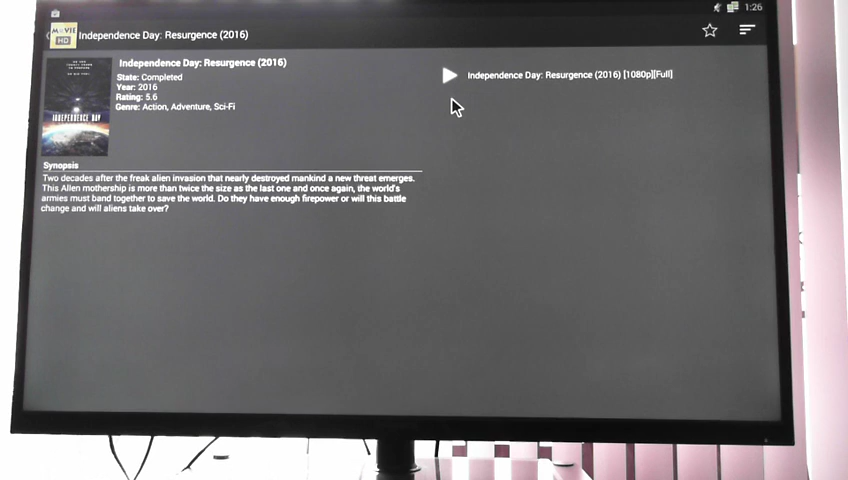 1:26
MOVIE
HD
Independence Day: Resurgence (2016)
Independence Day: Resurgence (2016)
State: Completed
Year: 2016
Rating: 5.6
Genre: Action, Adventure, Sci-Fi
INDEPENDENCE DAY
Independence Day: Resurgence (2016) [1080p][Full]
Synopsis
Two decades after the freak alien invasion that nearly destroyed mankind a new threat emerges.
This Alien mothership is more than twice the size as the last one and once again, the world's
armies must band together to save the world. Do they have enough firepower or will this battle
change and will aliens take over?